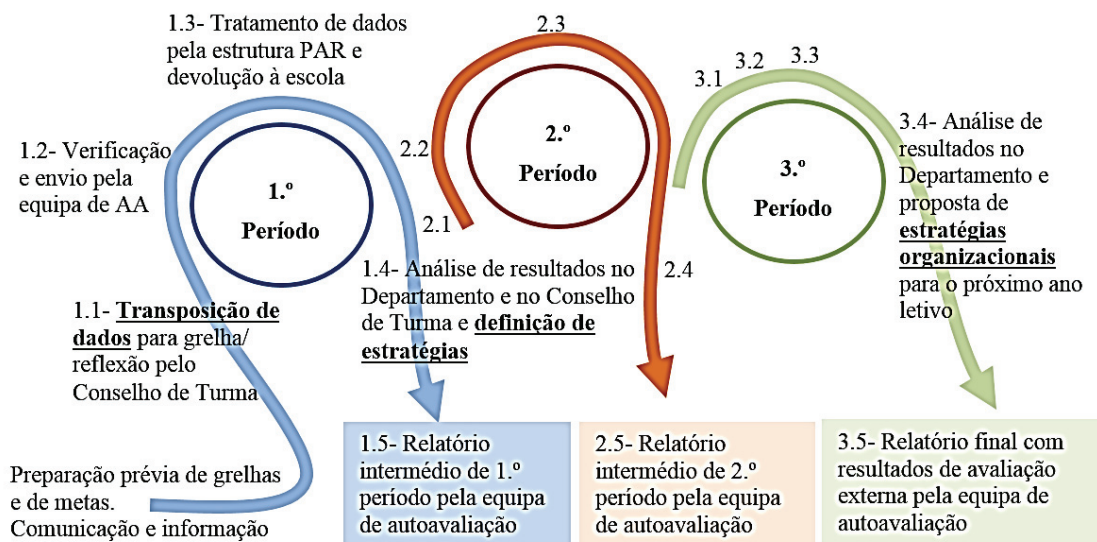 Preparação prévia de grelhas
e de metas.
Comunicação e informação
1.º
Período
1.1- Transposição de
dados para grelha/
reflexão pelo
Conselho de Turma
1.2- Verificação
e envio pela
equipa de AA
1.3- Tratamento de dados
pela estrutura PAR e
devolução à escola
1.4- Análise de resultados no
Departamento e no Conselho
de Turma e definição de
estratégias
1.5- Relatório
intermédio de 1.º
período pela equipa
de autoavaliação
2.º
Período
2.1
2.2
2.3
2.4
2.5- Relatório
intermédio de 2.º
período pela equipa
de autoavaliação
3.º
Período
3.1
3.2
3.3
3.4- Análise de
resultados no
Departamento e
proposta de
estratégias
organizacionais
para o próximo ano
letivo
3.5- Relatório final com
resultados de avaliação
externa pela equipa de
autoavaliação